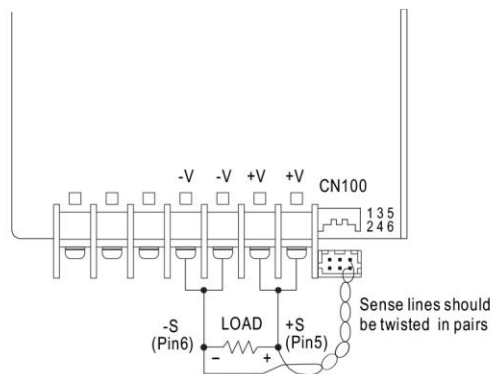 -V -V +V +V CN100
1 3 5
2 4 6
Sense lines should
be twisted in pairs
-S LOAD +S
(Pin6) (Pin5)
– +